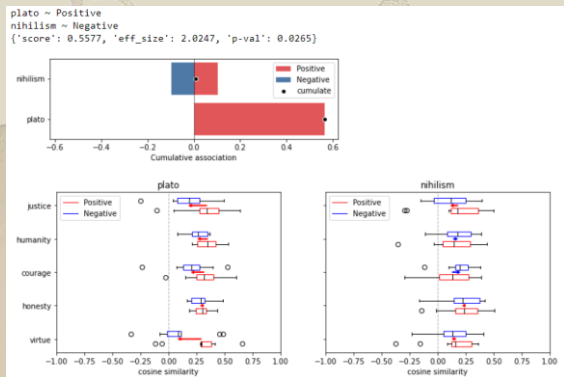 plato ~ Positive
nihilism ~ Negative
{'score': 0.5577, 'eff_size': 2.0247, 'p-val': 0.0265}
nihilism
plato
Positive
Negative
cumulate
−0.6 −0.4 −0.2 0.0 0.2 0.4 0.6
Cumulative association
plato
Positive
Negative
justice
humanity
courage
honesty
virtue
−1.00 −0.75 −0.50 −0.25 0.00 0.25 0.50 0.75 1.00
cosine similarity
nihilism
Positive
Negative
−1.00 −0.75 −0.50 −0.25 0.00 0.25 0.50 0.75 1.00
cosine similarity